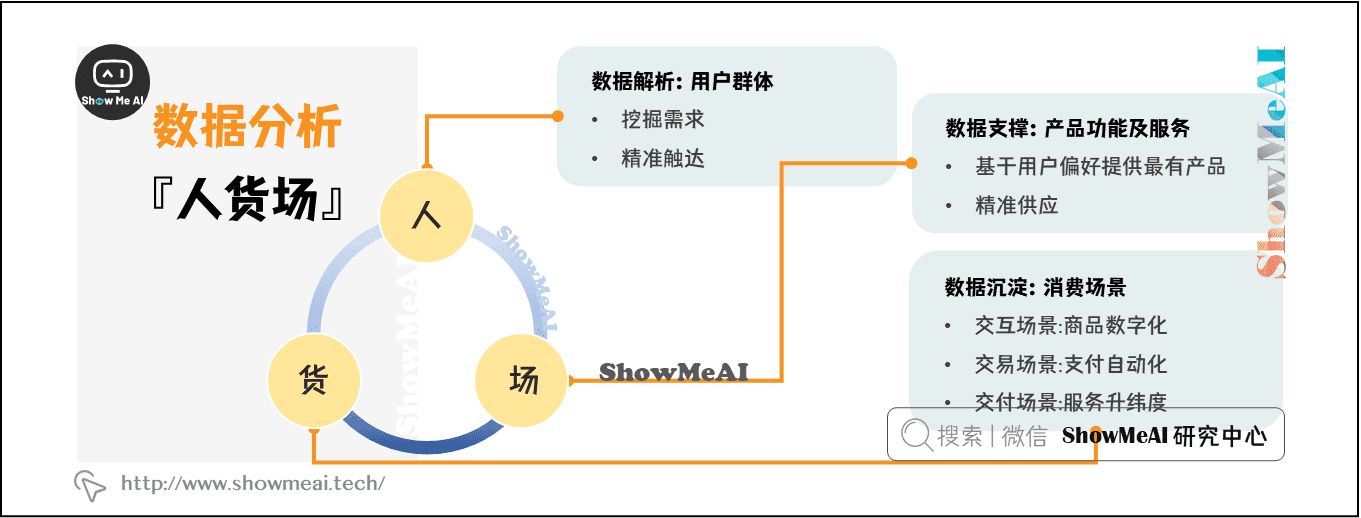 Show Me AI
数据分析
『人货场』
人
货
场
数据解析: 用户群体
• 挖掘需求
• 精准触达
数据支撑: 产品功能及服务
• 基于用户偏好提供最有产品
• 精准供应
数据沉淀: 消费场景
• 交互场景:商品数字化
• 交易场景:支付自动化
• 交付场景:服务升纬度
ShowMeAI
ShowMeAI
ShowMeAI
ShowMeAI
搜索 | 微信 ShowMeAI 研究中心
http://www.showmeai.tech/